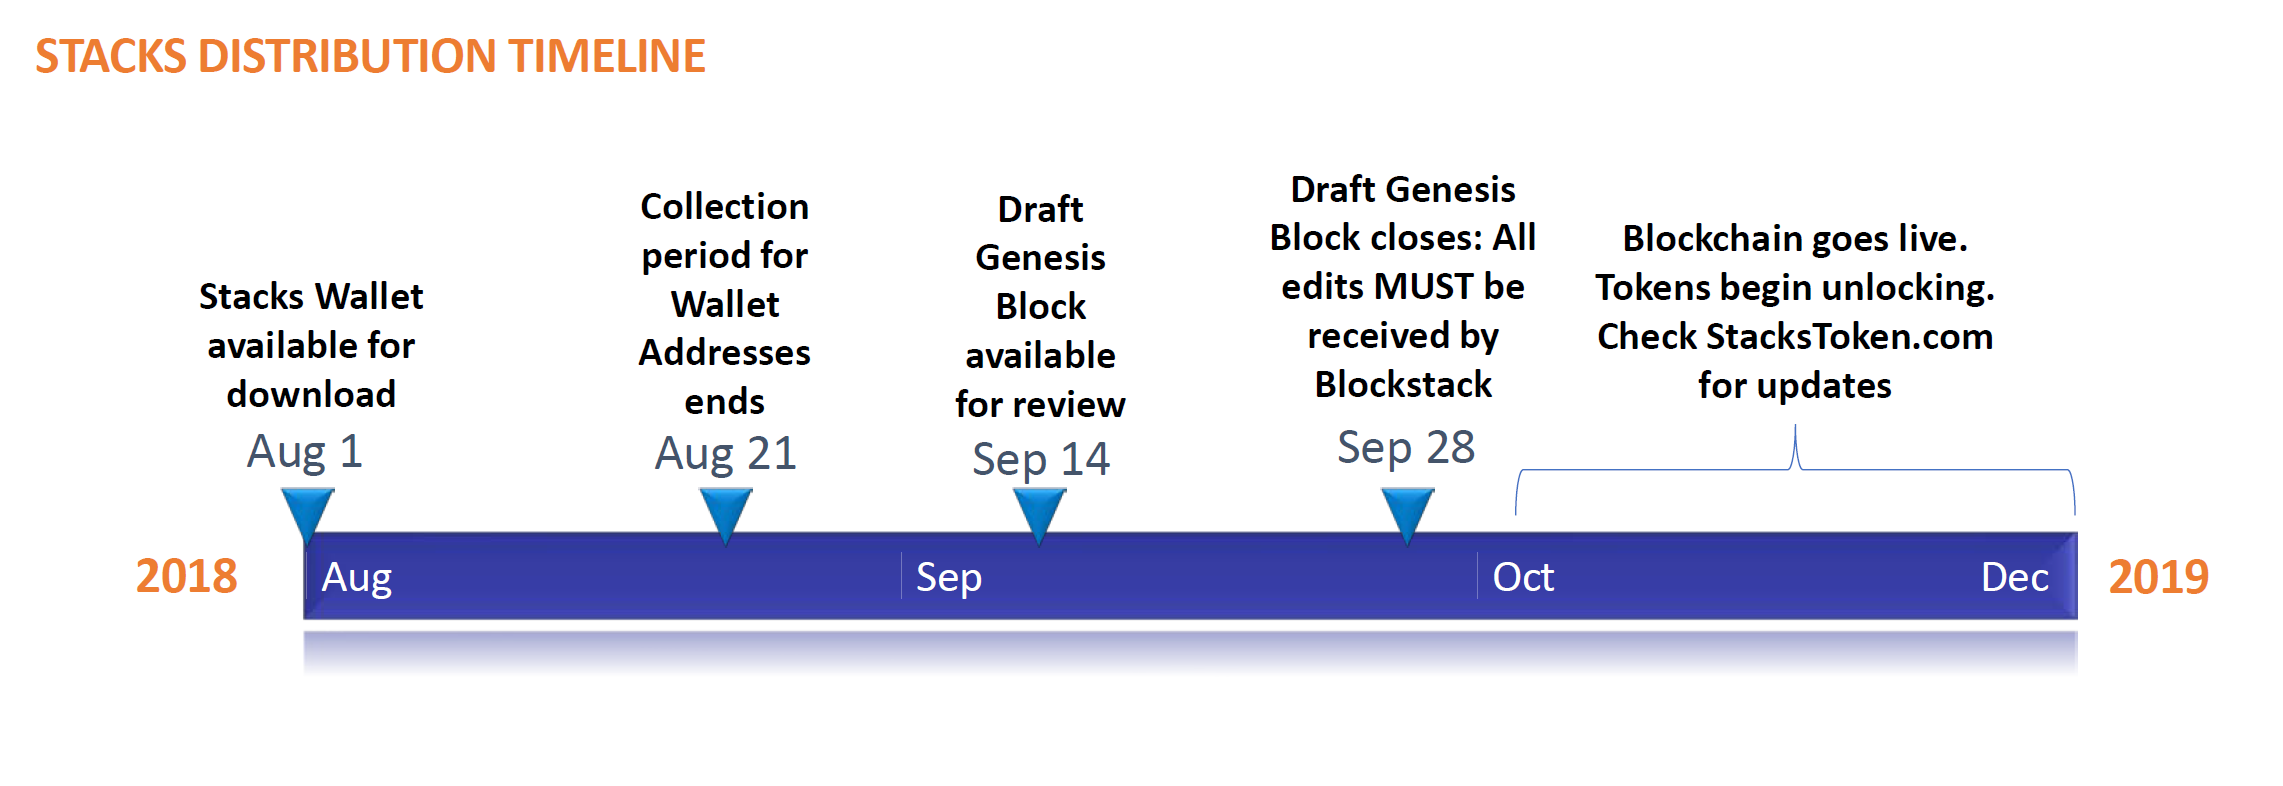 STACKS DISTRIBUTION TIMELINE
Stacks Wallet
available for
download
Aug 1
Collection
period for
Wallet
Addresses
ends
Aug 21
Draft
Genesis
Block
available
for review
Sep 14
Draft Genesis
Block closes: All
edits MUST be
received by
Blockstack
Sep 28
Blockchain goes live.
Tokens begin unlocking.
Check StacksToken.com
for updates
2018
Aug
Sep
Oct
Dec
2019